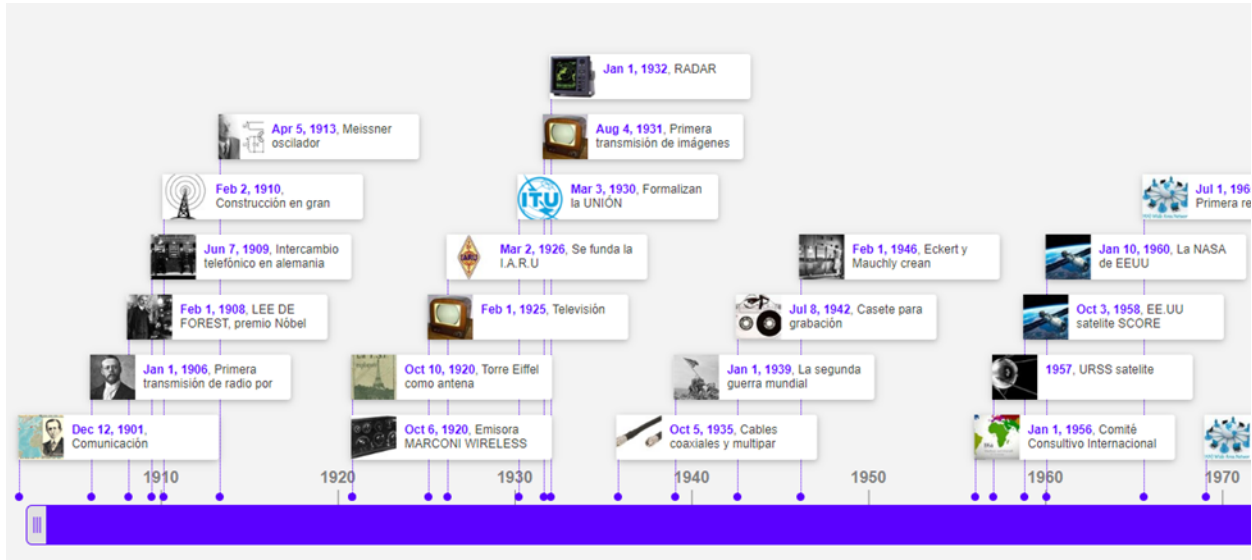 Jan 1, 1932, RADAR
Apr 5, 1913, Meissner
oscilador
Aug 4, 1931, Primera
transmisión de imágenes
Feb 2, 1910,
Construcción en gran
ITU
Mar 3, 1930, Formalizan
la UNIÓN
Jul 1, 196
Primera re
Jun 7, 1909, Intercambio
telefónico en alemania
IARU
Mar 2, 1926, Se funda la
I.A.R.U
Feb 1, 1946, Eckert y
Mauchly crean
Jan 10, 1960, La NASA
de EEUU
Feb 1, 1908, LEE DE
FOREST, premio Nóbel
Feb 1, 1925, Televisión
Jul 8, 1942, Casete para
grabación
Oct 3, 1958, EE.UU
satelite SCORE
Jan 1, 1906, Primera
transmisión de radio por
Oct 10, 1920, Torre Eiffel
como antena
Jan 1, 1939, La segunda
guerra mundial
1957, URSS satelite
Dec 12, 1901,
Comunicación
Oct 6, 1920, Emisora
MARCONI WIRELESS
Oct 5, 1935, Cables
coaxiales y multipar
Jan 1, 1956, Comité
Consultivo Internacional
1910 1920 1930 1940 1950 1960 1970